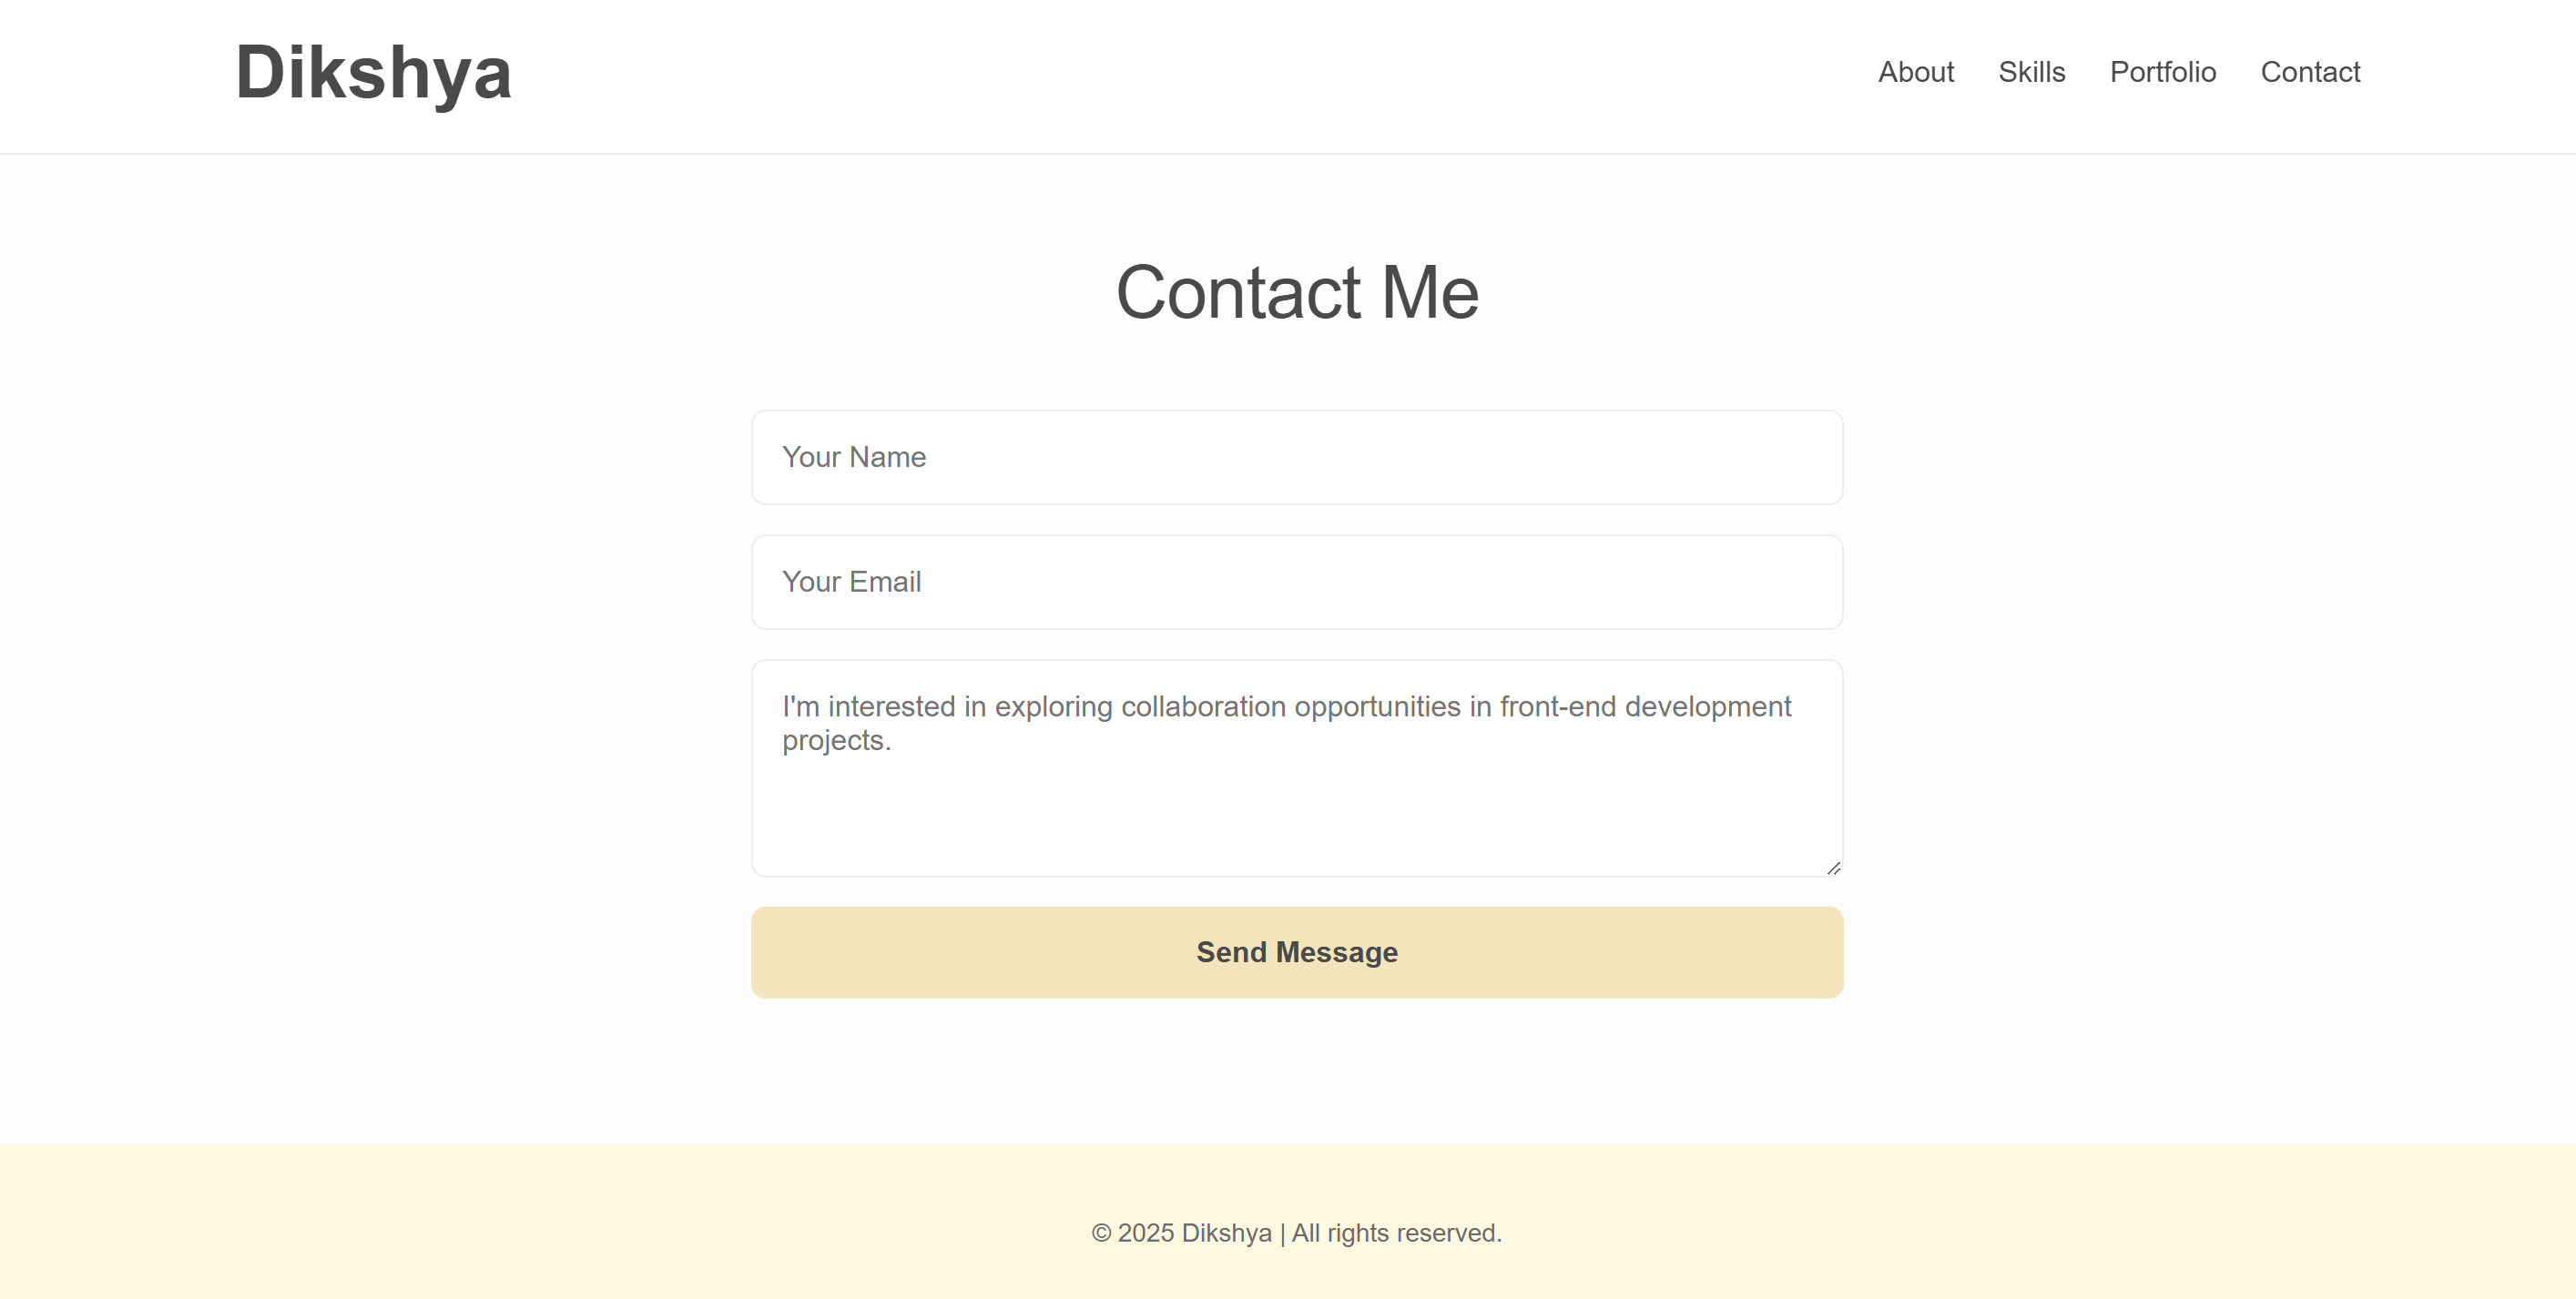 Dikshya
About Skills Portfolio Contact
Contact Me
Your Name
Your Email
I'm interested in exploring collaboration opportunities in front-end development
projects.
Send Message
© 2025 Dikshya | All rights reserved.